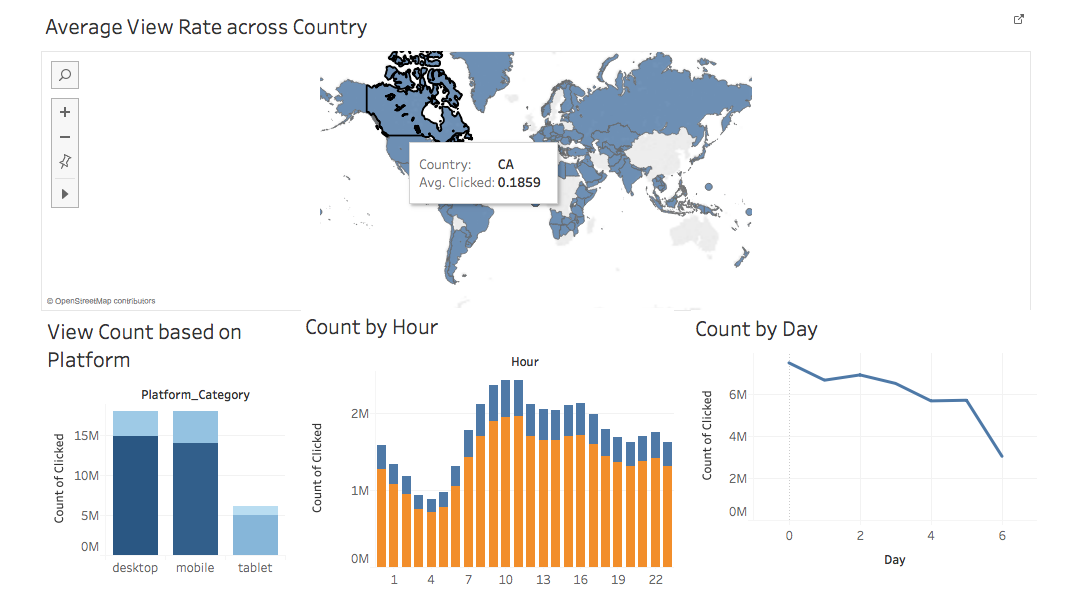 Average View Rate across Country
Country: CA
Avg. Clicked: 0.1859
© OpenStreetMap contributors
View Count based on
Platform
Platform_Category
Count of Clicked
15M
10M
5M
0M
desktop mobile tablet
Count by Hour
Hour
Count of Clicked
2M
1M
0M
1 4 7 10 13 16 19 22
Count by Day
Count of Clicked
6M
4M
2M
0M
0 2 4 6
Day